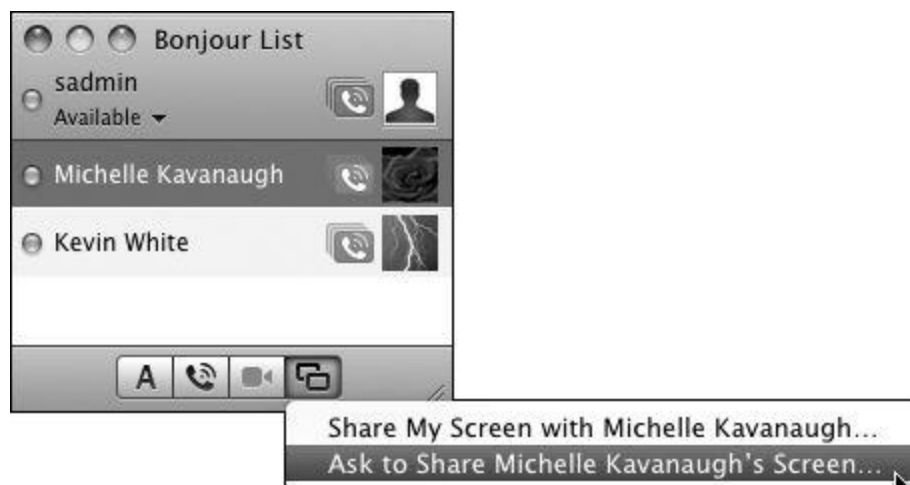 Bonjour List
sadmin
Available
Michelle Kavanaugh
Kevin White
A
Share My Screen with Michelle Kavanaugh...
Ask to Share Michelle Kavanaugh's Screen...